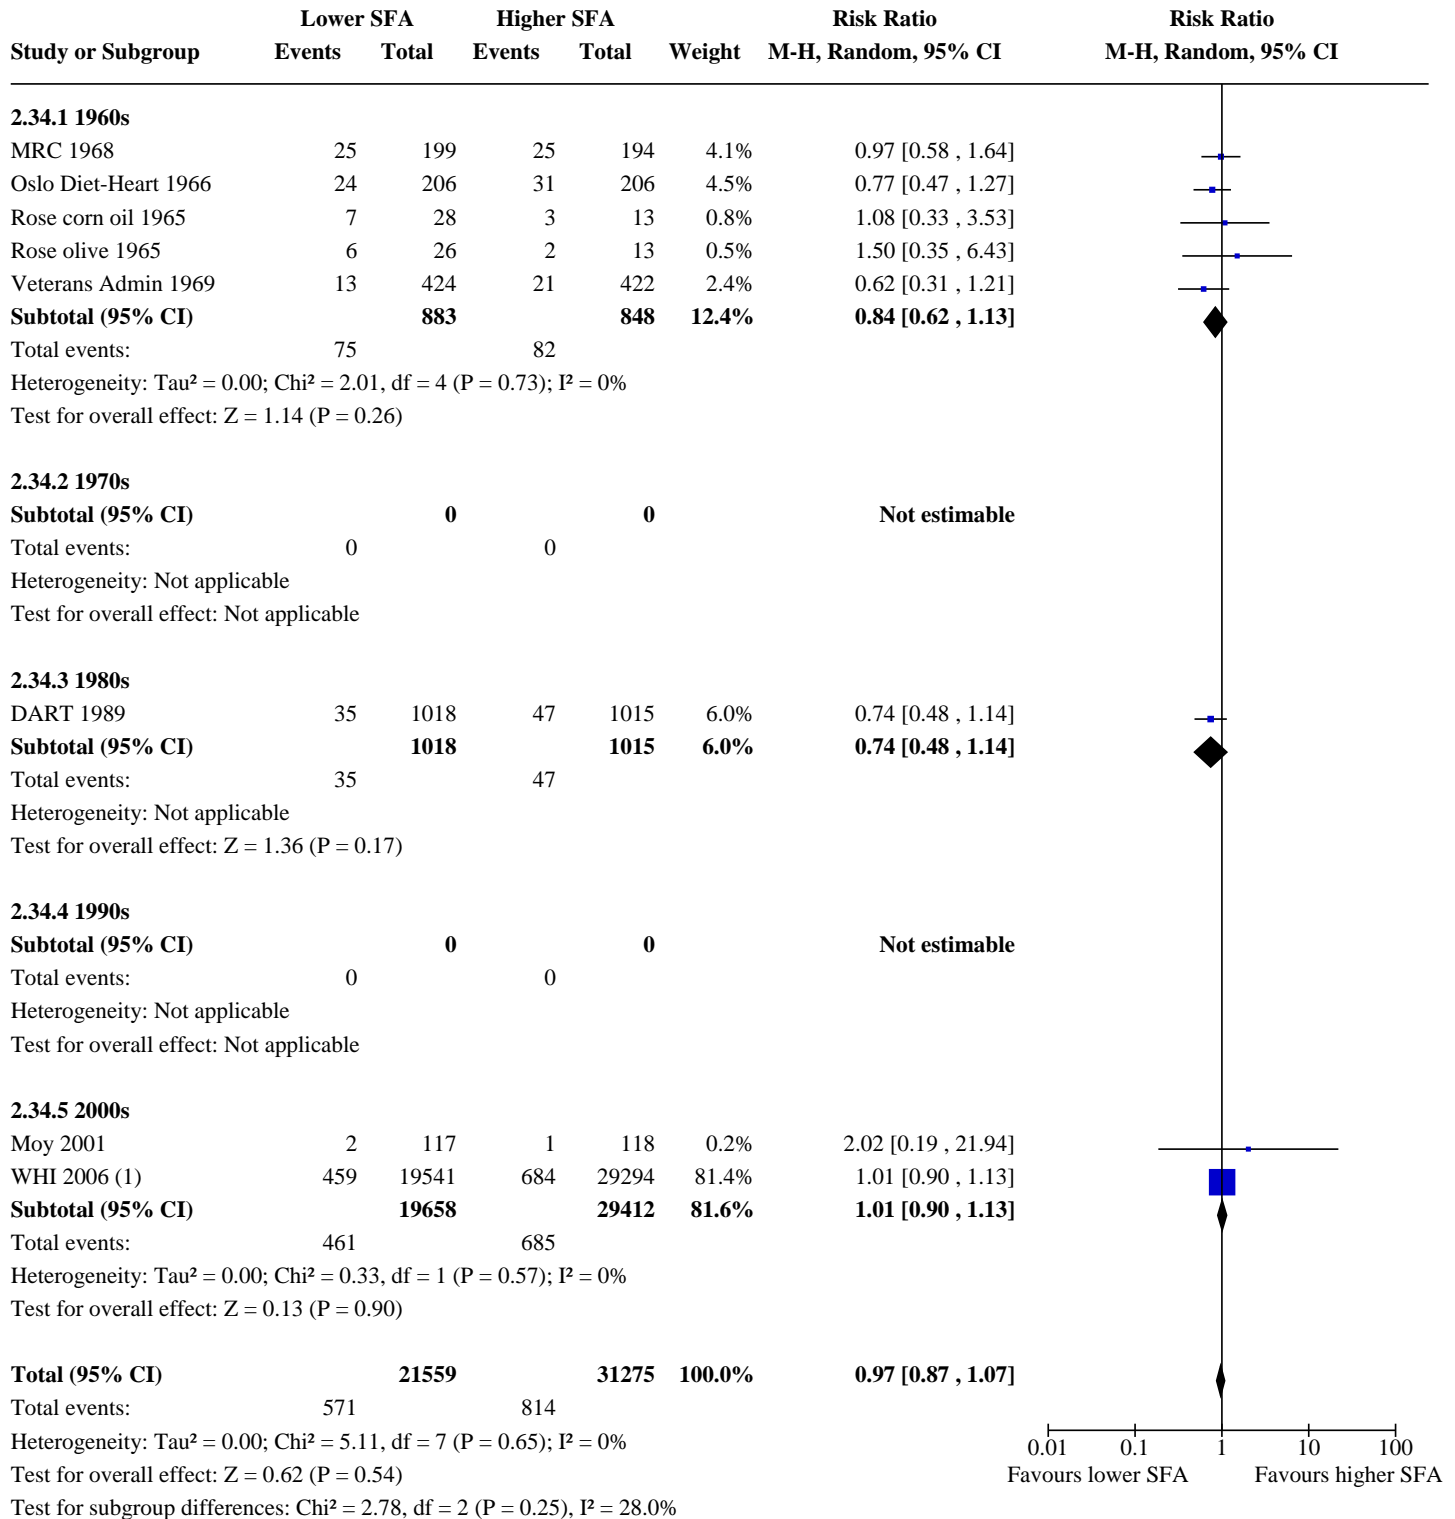 Lower SFA Higher SFA Risk Ratio Risk Ratio
Study or Subgroup Events Total Events Total Weight M-H, Random, 95% CI M-H, Random, 95% CI
2.34.1 1960s
MRC 1968 25 199 25 194 4.1% 0.97 [0.58 , 1.64]
Oslo Diet-Heart 1966 24 206 31 206 4.5% 0.77 [0.47 , 1.27]
Rose corn oil 1965 7 28 3 13 0.8% 1.08 [0.33 , 3.53]
Rose olive 1965 6 26 2 13 0.5% 1.50 [0.35 , 6.43]
Veterans Admin 1969 13 424 21 422 2.4% 0.62 [0.31 , 1.21]
Subtotal (95% CI) 883 848 12.4% 0.84 [0.62 , 1.13]
Total events: 75 82
Heterogeneity: Tau² = 0.00; Chi² = 2.01, df = 4 (P = 0.73); I² = 0%
Test for overall effect: Z = 1.14 (P = 0.26)
2.34.2 1970s
Subtotal (95% CI) 0 0 Not estimable
Total events: 0 0
Heterogeneity: Not applicable
Test for overall effect: Not applicable
2.34.3 1980s
DART 1989 35 1018 47 1015 6.0% 0.74 [0.48 , 1.14]
Subtotal (95% CI) 1018 1015 6.0% 0.74 [0.48 , 1.14]
Total events: 35 47
Heterogeneity: Not applicable
Test for overall effect: Z = 1.36 (P = 0.17)
2.34.4 1990s
Subtotal (95% CI) 0 0 Not estimable
Total events: 0 0
Heterogeneity: Not applicable
Test for overall effect: Not applicable
2.34.5 2000s
Moy 2001 2 117 1 118 0.2% 2.02 [0.19 , 21.94]
WHI 2006 (1) 459 19541 684 29294 81.4% 1.01 [0.90 , 1.13]
Subtotal (95% CI) 19658 29412 81.6% 1.01 [0.90 , 1.13]
Total events: 461 685
Heterogeneity: Tau² = 0.00; Chi² = 0.33, df = 1 (P = 0.57); I² = 0%
Test for overall effect: Z = 0.13 (P = 0.90)
Total (95% CI) 21559 31275 100.0% 0.97 [0.87 , 1.07]
Total events: 571 814
Heterogeneity: Tau² = 0.00; Chi² = 5.11, df = 7 (P = 0.65); I² = 0%
0.01 0.1 1 10 100
Test for overall effect: Z = 0.62 (P = 0.54)
Favours lower SFA Favours higher SFA
Test for subgroup differences: Chi² = 2.78, df = 2 (P = 0.25), I² = 28.0%